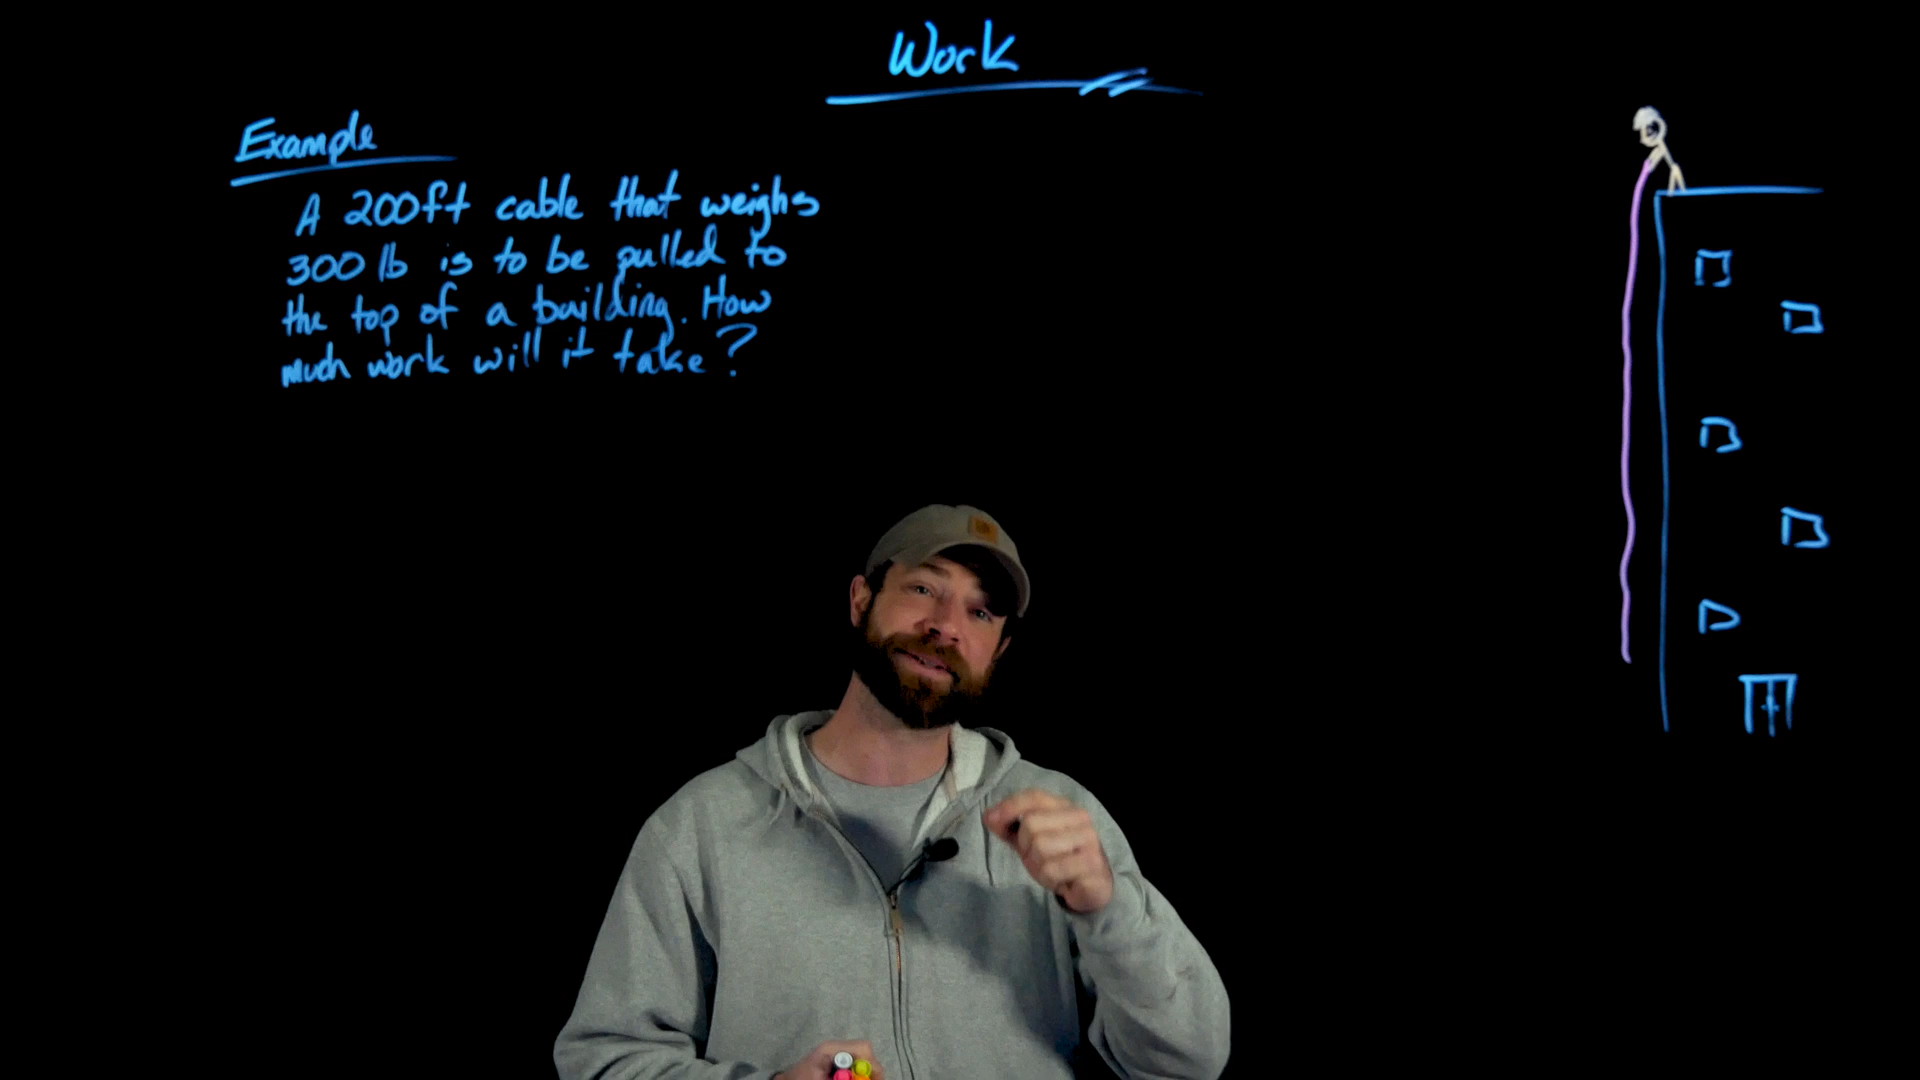 Work
Example
A 200ft cable that weighs
300 lb is to be pulled to
the top of a building. How
much work will it take?